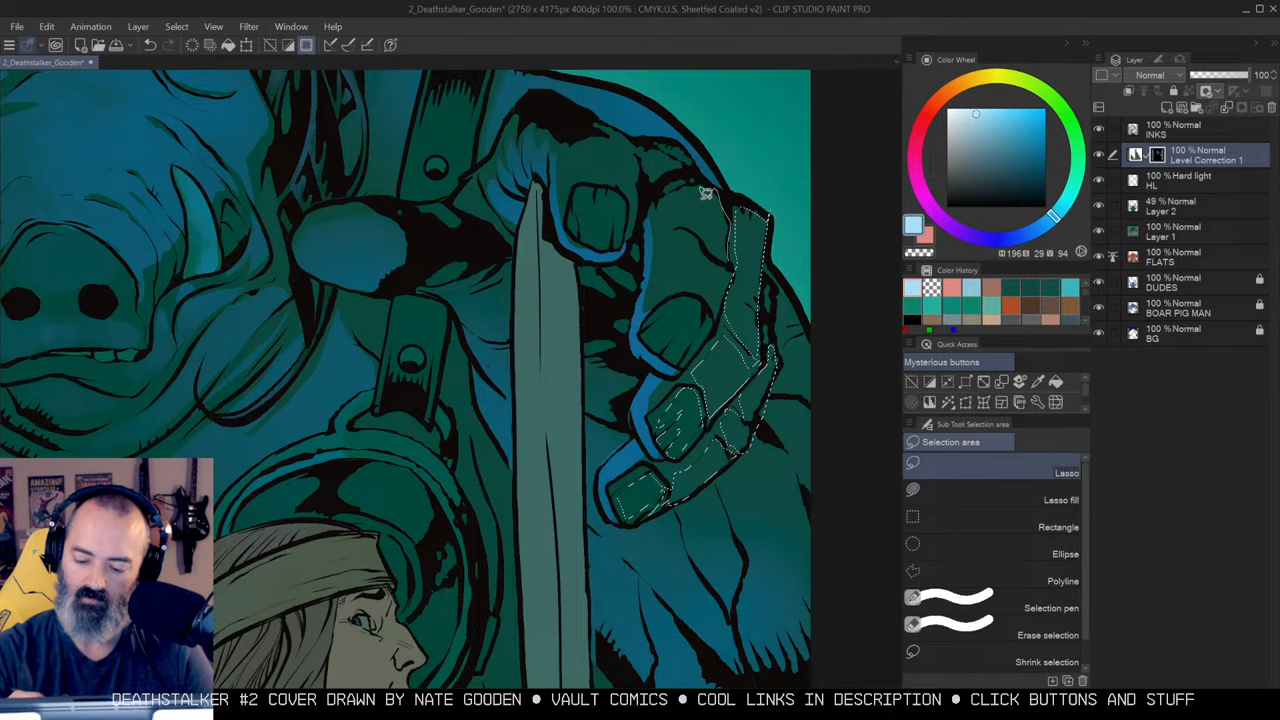 2_Deathstalker_Gooden* (2750 x 4175px 400dpi 100.0% : CMYK:U.S. Sheetfed Coated v2) - CLIP STUDIO PAINT PRO
File Edit Animation Layer Select View Filter Window Help
2_Deathstalker_Gooden*
Color Wheel
H196 S 29 V 94
Color History
Quick Access
Mysterious buttons
Sub Tool: Selection area
Selection area
Lasso
Lasso fill
Rectangle
Ellipse
Polyline
Selection pen
Erase selection
Shrink selection
Layer
Normal 100
100 % Normal
INKS
100 % Normal
Level Correction 1
100 % Hard light
HL
49 % Normal
Layer 2
100 % Normal
Layer 1
100 % Normal
FLATS
100 % Normal
DUDES
100 % Normal
BOAR PIG MAN
100 % Normal
BG
DEATHSTALKER #2 COVER DRAWN BY NATE GOODEN ● VAULT COMICS ● COOL LINKS IN DESCRIPTION ● CLICK BUTTONS AND STUFF